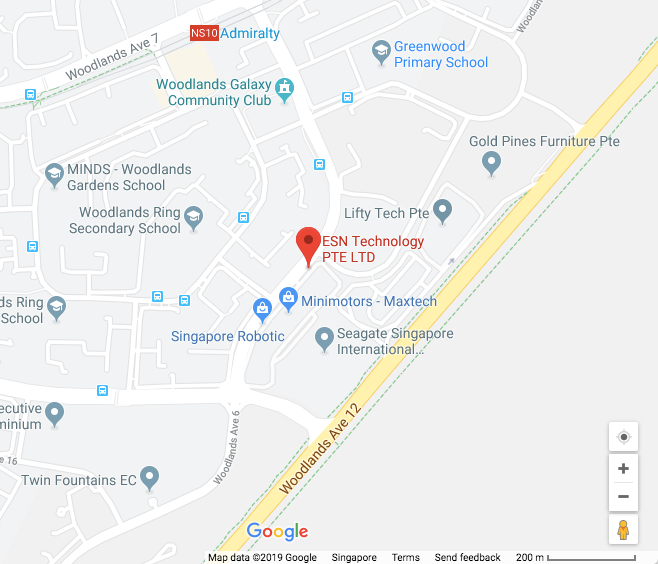 Woodlands
NS10 Admiralty
Woodlands Ave 7
Greenwood
Primary School
Woodlands Galaxy
Community Club
Gold Pines Furniture Pte
MINDS - Woodlands
Gardens School
Woodlands Ring
Secondary School
Lifty Tech Pte
ESN Technology
PTE LTD
ds Ring
School
Minimotors - Maxtech
Singapore Robotic
Seagate Singapore
International...
ecutive
minium
Woodlands Ave 6
Woodlands Ave 12
e 16
Twin Fountains EC
Google
Map data ©2019 Google Singapore Terms Send feedback 200 m